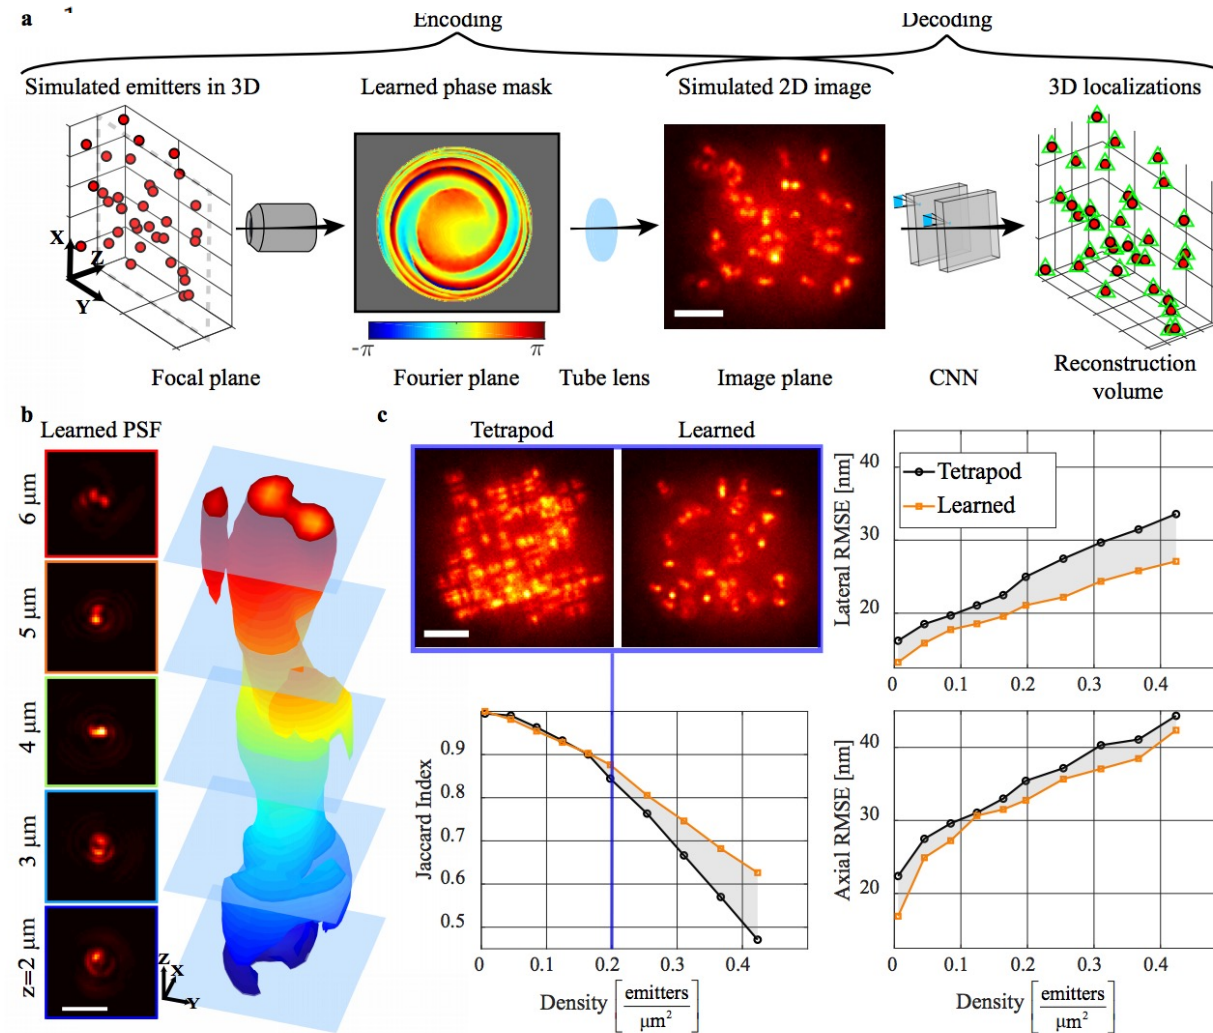 a
Encoding
Decoding
Simulated emitters in 3D
Learned phase mask
Simulated 2D image
3D localizations
X
Z
Y
-π
π
Focal plane
Fourier plane
Tube lens
Image plane
CNN
Reconstruction
volume
b
Learned PSF
6 μm
5 μm
4 μm
3 μm
z=2 μm
Z
X
Y
c
Tetrapod
Learned
Jaccard Index
0.9
0.8
0.7
0.6
0.5
0
0.1
0.2
0.3
0.4
Density [emitters
μm²]
Lateral RMSE [nm]
40
30
20
Tetrapod
Learned
0
0.1
0.2
0.3
0.4
Axial RMSE [nm]
40
30
20
0
0.1
0.2
0.3
0.4
Density [emitters
μm²]